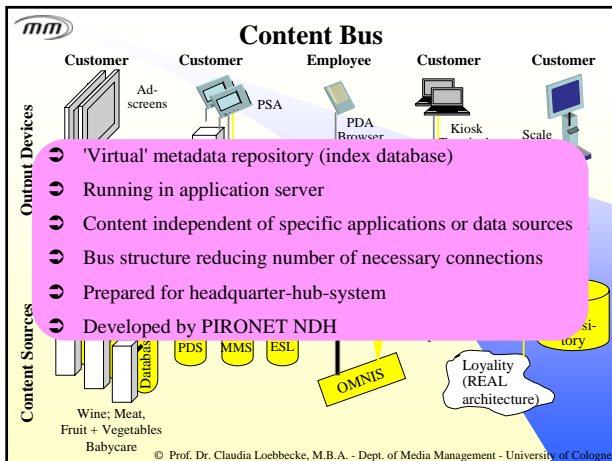 mm
Content Bus
Customer Customer Employee Customer Customer
Ad-
screens
PSA
PDA
Browser
Kiosk
Scale
Output Devices
'Virtual' metadata repository (index database)
Running in application server
Content independent of specific applications or data sources
Bus structure reducing number of necessary connections
Prepared for headquarter-hub-system
Developed by PIRONET NDH
Content Sources
PDS MMS ESL
OMNIS
Loyality
(REAL
architecture)
tory
Wine; Meat,
Fruit + Vegetables
Babycare
© Prof. Dr. Claudia Loebbecke, M.B.A. - Dept. of Media Management - University of Cologne